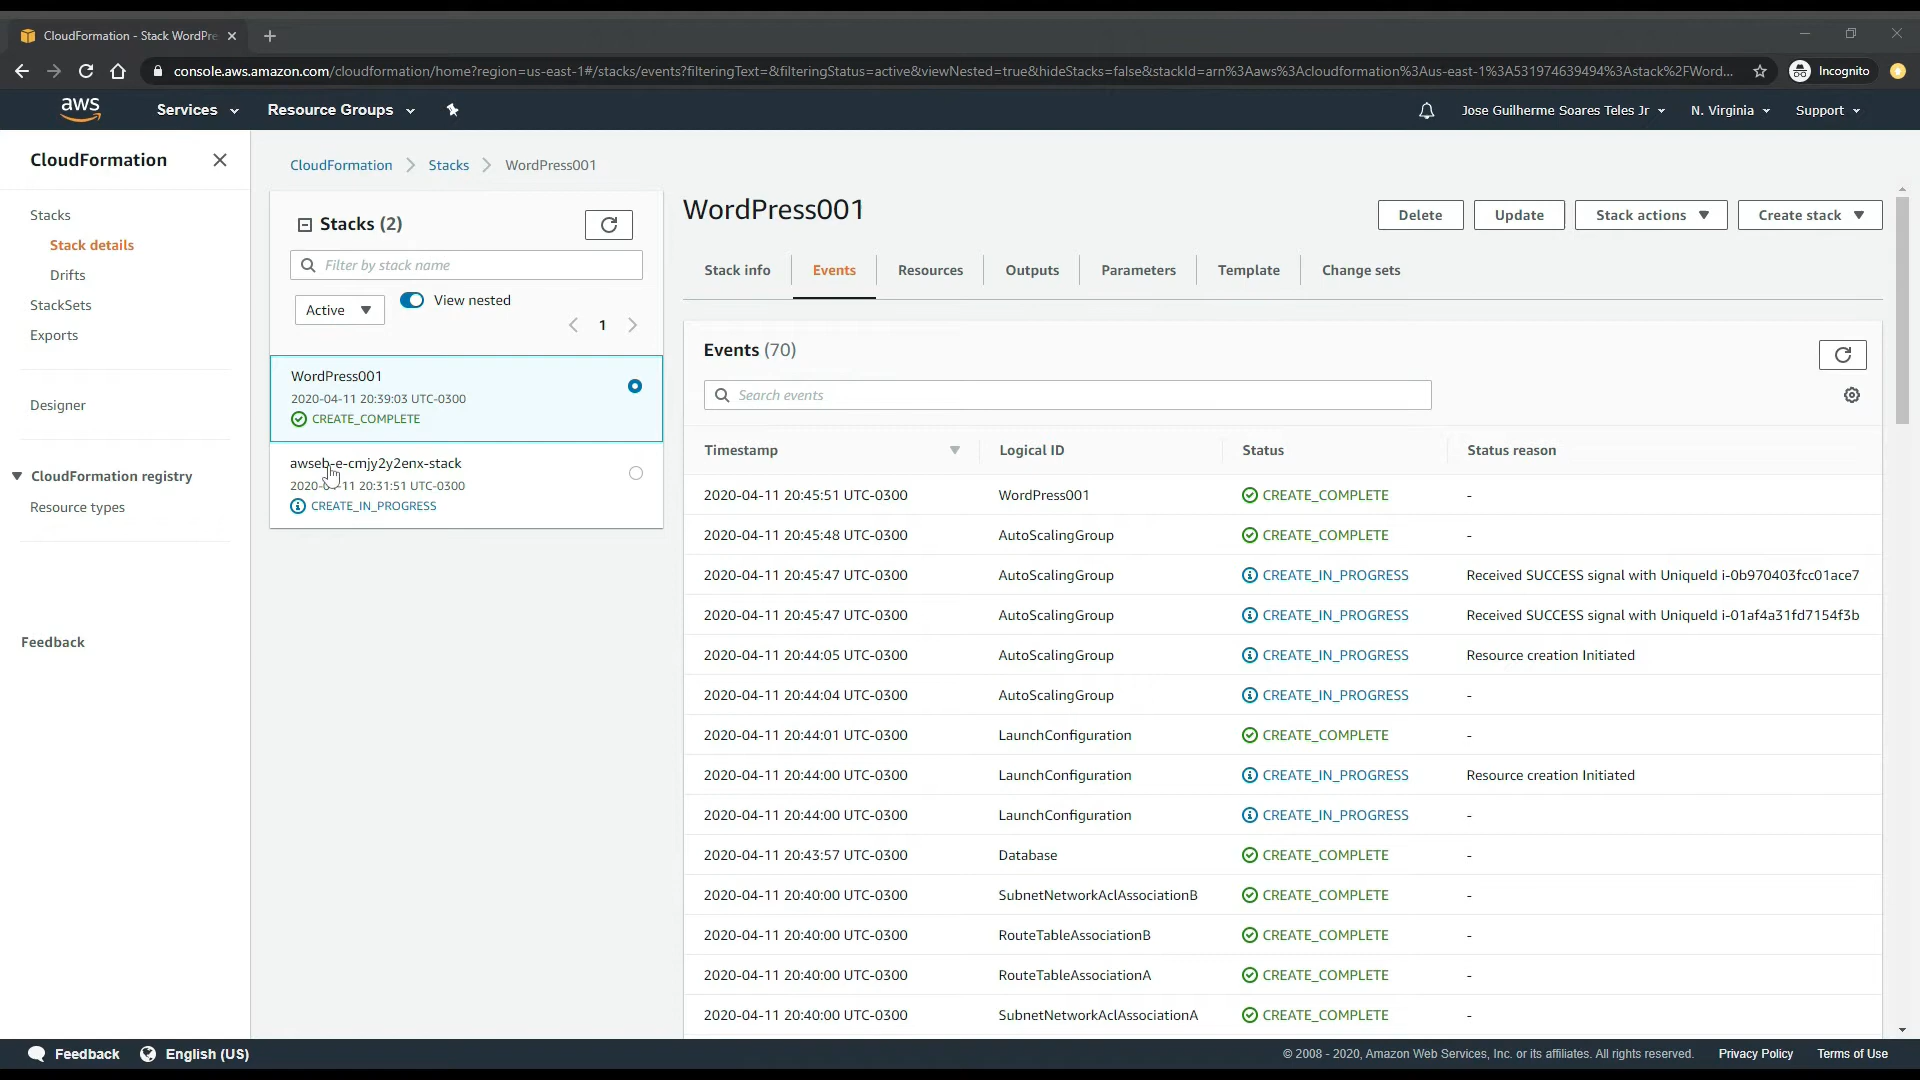 CloudFormation - Stack WordPre
console.aws.amazon.com/cloudformation/home?region=us-east-1#/stacks/events?filteringText=&filteringStatus=active&viewNested=true&hideStacks=false&stackId=arn%3Aaws%3Acloudformation%3Aus-east-1%3A531974639494%3Astack%2FWord...
Incognito
aws
Services
Resource Groups
Jose Guilherme Soares Teles Jr
N. Virginia
Support
CloudFormation
Stacks
Stack details
Drifts
StackSets
Exports
Designer
CloudFormation registry
Resource types
Feedback
CloudFormation > Stacks > WordPress001
Stacks (2)
Filter by stack name
Active
View nested
1
WordPress001
2020-04-11 20:39:03 UTC-0300
CREATE_COMPLETE
awseb-e-cmjy2y2enx-stack
2020-04-11 20:31:51 UTC-0300
CREATE_IN_PROGRESS
WordPress001
Delete
Update
Stack actions
Create stack
Stack info
Events
Resources
Outputs
Parameters
Template
Change sets
Events (70)
Search events
Timestamp Logical ID Status Status reason
2020-04-11 20:45:51 UTC-0300 WordPress001 CREATE_COMPLETE -
2020-04-11 20:45:48 UTC-0300 AutoScalingGroup CREATE_COMPLETE -
2020-04-11 20:45:47 UTC-0300 AutoScalingGroup CREATE_IN_PROGRESS Received SUCCESS signal with UniqueId i-0b970403fcc01ace7
2020-04-11 20:45:47 UTC-0300 AutoScalingGroup CREATE_IN_PROGRESS Received SUCCESS signal with UniqueId i-01af4a31fd7154f3b
2020-04-11 20:44:05 UTC-0300 AutoScalingGroup CREATE_IN_PROGRESS Resource creation Initiated
2020-04-11 20:44:04 UTC-0300 AutoScalingGroup CREATE_IN_PROGRESS -
2020-04-11 20:44:01 UTC-0300 LaunchConfiguration CREATE_COMPLETE -
2020-04-11 20:44:00 UTC-0300 LaunchConfiguration CREATE_IN_PROGRESS Resource creation Initiated
2020-04-11 20:44:00 UTC-0300 LaunchConfiguration CREATE_IN_PROGRESS -
2020-04-11 20:43:57 UTC-0300 Database CREATE_COMPLETE -
2020-04-11 20:40:00 UTC-0300 SubnetNetworkAclAssociationB CREATE_COMPLETE -
2020-04-11 20:40:00 UTC-0300 RouteTableAssociationB CREATE_COMPLETE -
2020-04-11 20:40:00 UTC-0300 RouteTableAssociationA CREATE_COMPLETE -
2020-04-11 20:40:00 UTC-0300 SubnetNetworkAclAssociationA CREATE_COMPLETE -
Feedback
English (US)
© 2008 - 2020, Amazon Web Services, Inc. or its affiliates. All rights reserved.
Privacy Policy
Terms of Use